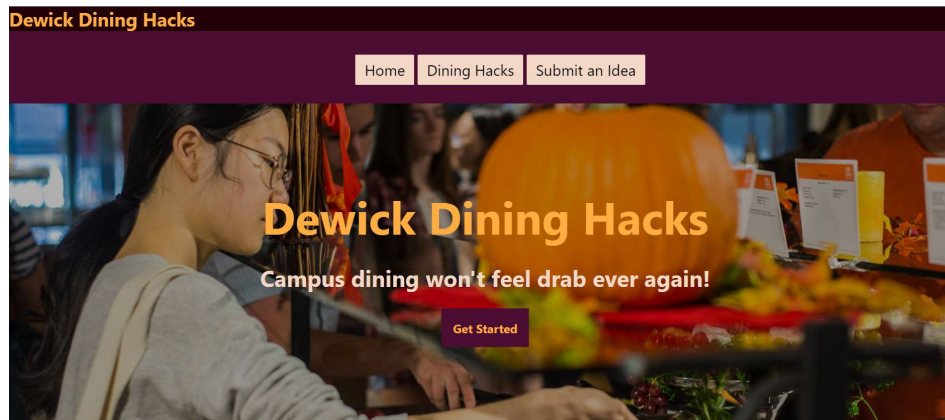 Dewick Dining Hacks
Home Dining Hacks Submit an Idea
Dewick Dining Hacks
Campus dining won't feel drab ever again!
Get Started